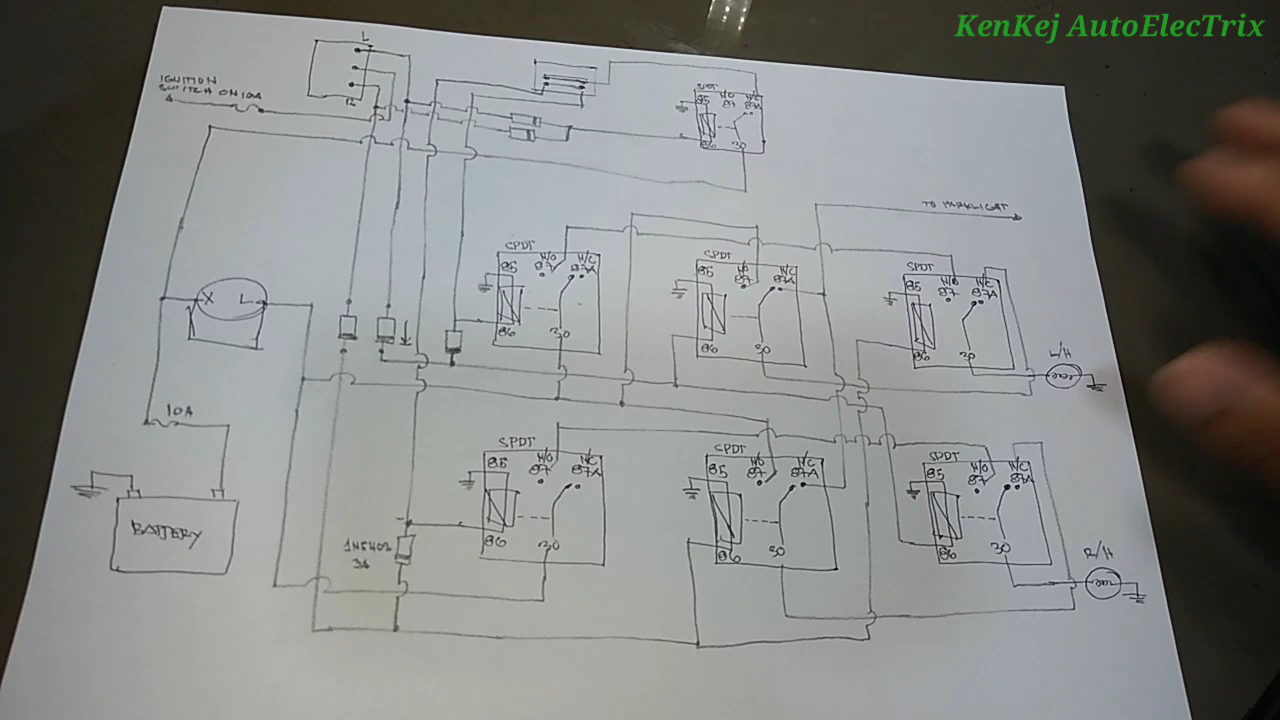 KenKej AutoElecTrix
L
IGNITION
SWITCH ON 10A
R
SPDT
85
N/O
87
N/C
87A
86
30
TO PARKLIGHT
SPDT
85
N/O
87
N/C
87A
86
30
SPDT
85
N/O
87
N/C
87A
86
30
SPDT
85
N/O
87
N/C
87A
86
30
X
L
L/H
10A
BATTERY
SPDT
85
N/O
87
N/C
87A
86
30
SPDT
85
N/O
87
N/C
87A
86
30
SPDT
85
N/O
87
N/C
87A
86
30
1N5402
3A
R/H